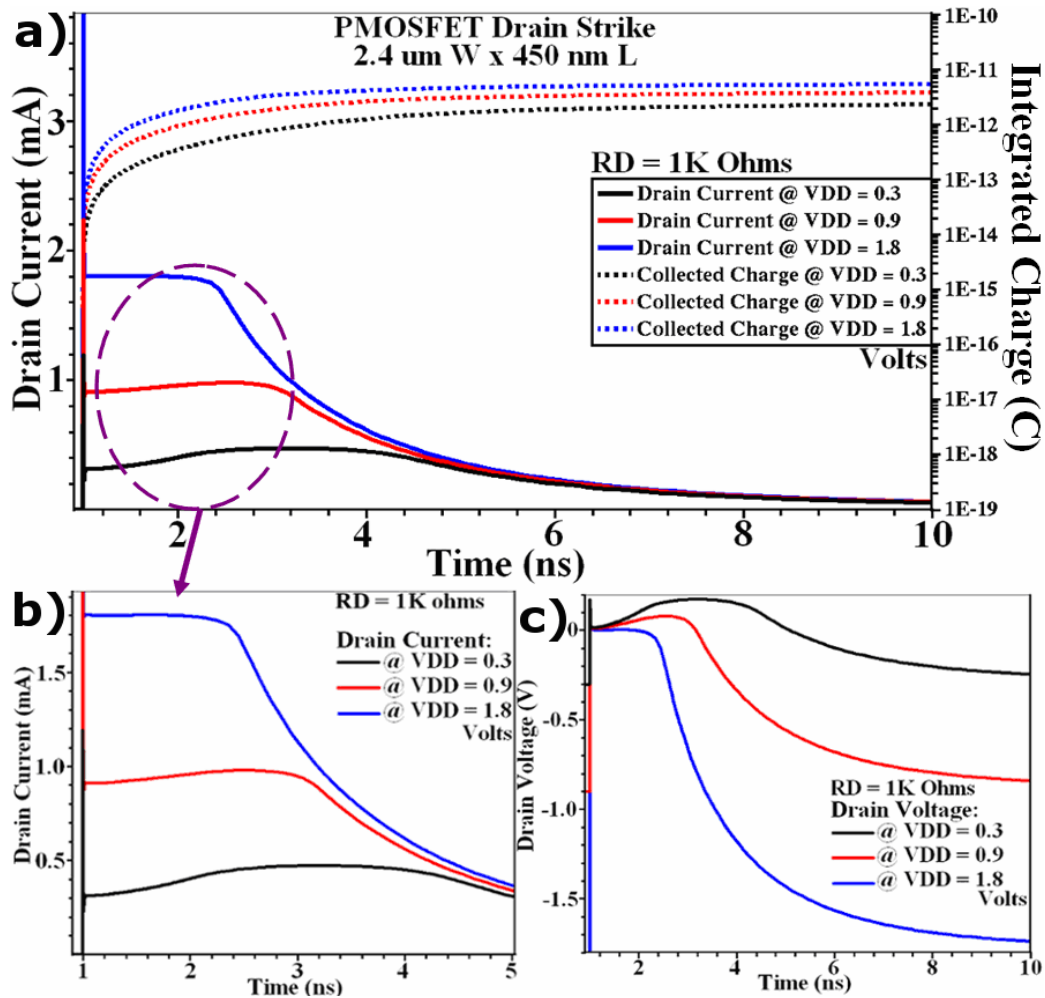 a)
PMOSFET Drain Strike
2.4 um W x 450 nm L
Drain Current (mA)
3
2
1
1E-10
1E-11
1E-12
1E-13
1E-14
1E-15
1E-16
1E-17
1E-18
1E-19
Integrated Charge (C)
RD = 1K Ohms
Drain Current @ VDD = 0.3
Drain Current @ VDD = 0.9
Drain Current @ VDD = 1.8
Collected Charge @ VDD = 0.3
Collected Charge @ VDD = 0.9
Collected Charge @ VDD = 1.8
Volts
2 4 6 8 10
Time (ns)
b)
RD = 1K ohms
Drain Current:
@ VDD = 0.3
@ VDD = 0.9
@ VDD = 1.8
Volts
Drain Current (mA)
1.5
1.0
0.5
1 2 3 4 5
Time (ns)
c)
Drain Voltage (V)
0
-0.5
-1.0
-1.5
RD = 1K Ohms
Drain Voltage:
@ VDD = 0.3
@ VDD = 0.9
@ VDD = 1.8
Volts
2 4 6 8 10
Time (ns)